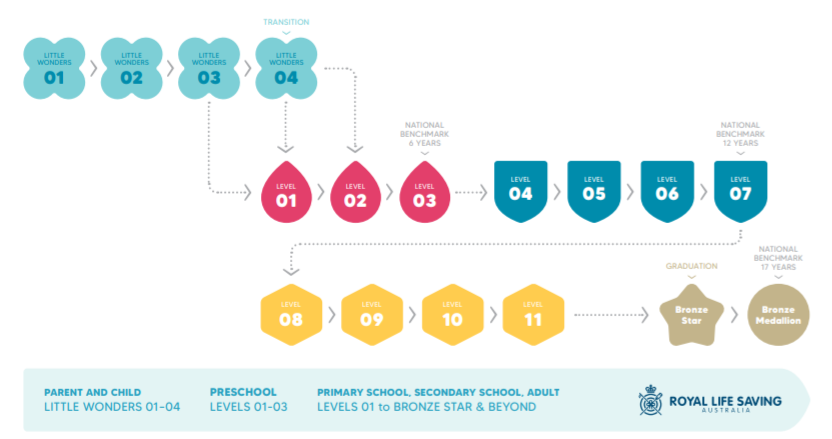 TRANSITION
LITTLE
WONDERS
01
LITTLE
WONDERS
02
LITTLE
WONDERS
03
LITTLE
WONDERS
04
NATIONAL
BENCHMARK
6 YEARS
NATIONAL
BENCHMARK
12 YEARS
LEVEL
01
LEVEL
02
LEVEL
03
LEVEL
04
LEVEL
05
LEVEL
06
LEVEL
07
GRADUATION
NATIONAL
BENCHMARK
17 YEARS
LEVEL
08
LEVEL
09
LEVEL
10
LEVEL
11
Bronze
Star
Bronze
Medallion
PARENT AND CHILD
LITTLE WONDERS 01-04
PRESCHOOL
LEVELS 01-03
PRIMARY SCHOOL, SECONDARY SCHOOL, ADULT
LEVELS 01 to BRONZE STAR & BEYOND
ROYAL LIFE SAVING
AUSTRALIA